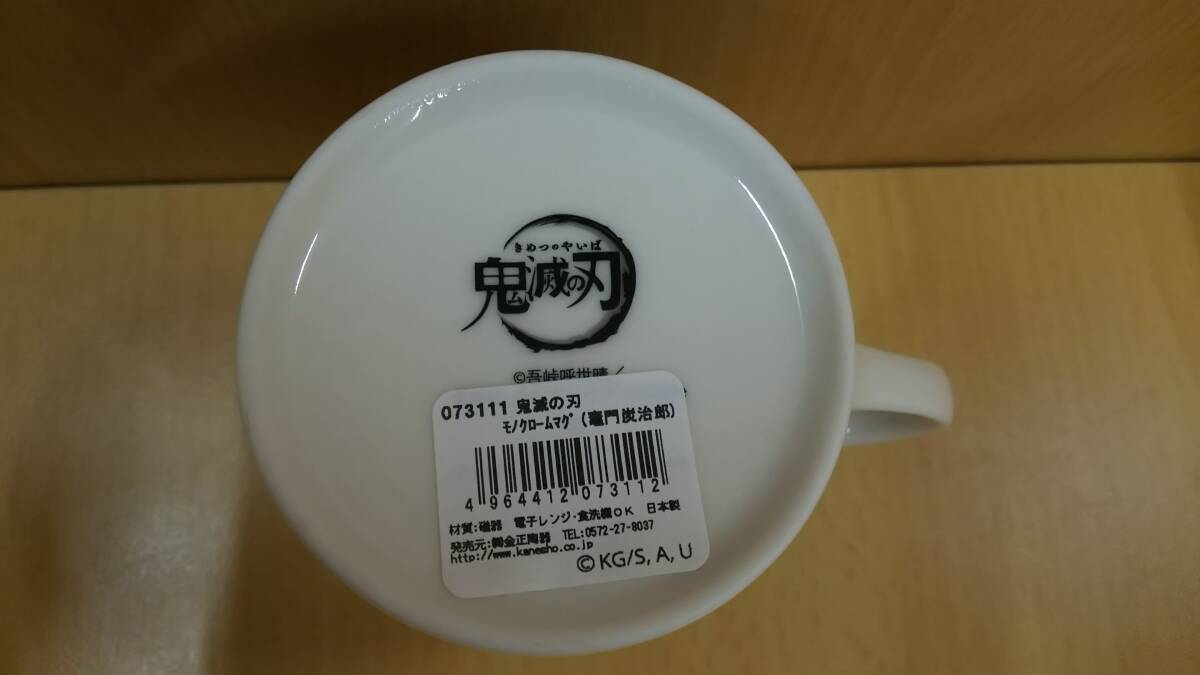 きめつのやいば
鬼滅の刃
©吾峠呼世晴/
073111 鬼滅の刃
ﾓﾉｸﾛｰﾑﾏｸﾞ(竈門炭治郎)
4 964412 073112
材質:磁器 電子レンジ・食洗機OK 日本製
発売元:㈱金正陶器 TEL:0572-27-8037
http://www.kanesho.co.jp
©KG/S, A, U